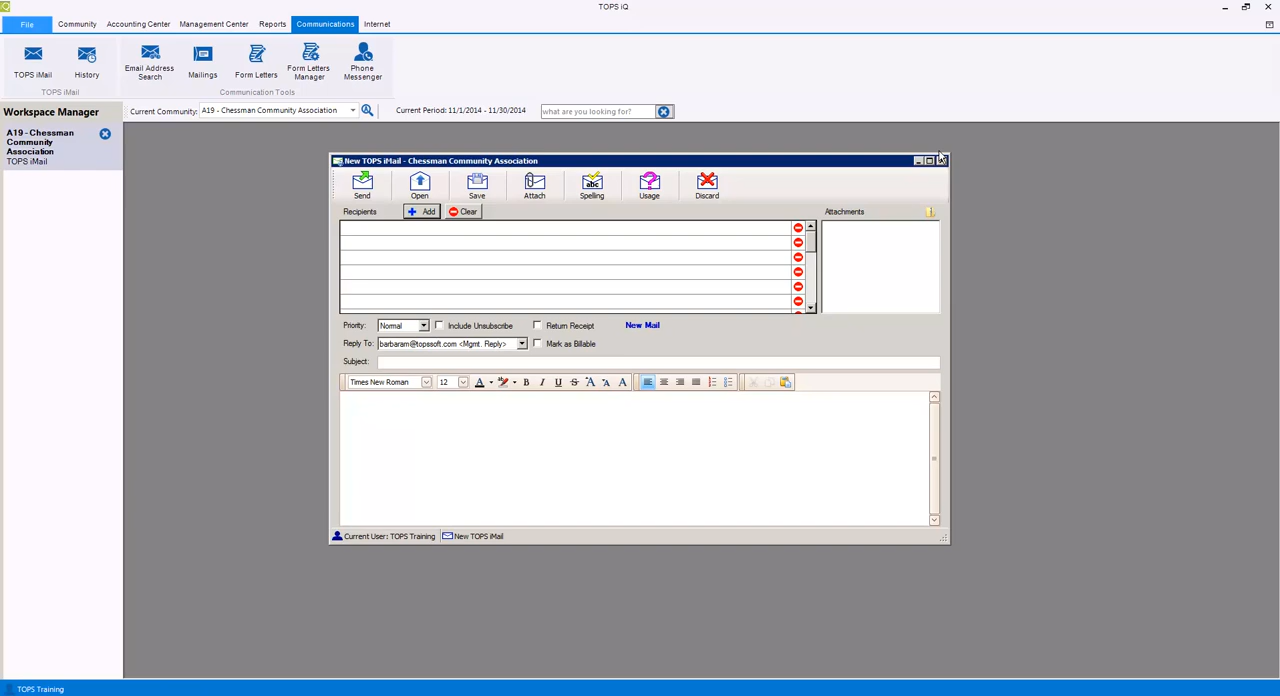 TOPS iQ
File Community Accounting Center Management Center Reports Communications Internet
TOPS iMail History Email Address Search Mailings Form Letters Form Letters Manager Phone Messenger
TOPS iMail Communication Tools
Workspace Manager
Current Community: A19 - Chessman Community Association Current Period: 11/1/2014 - 11/30/2014 what are you looking for?
A19 - Chessman
Community
Association
TOPS iMail
New TOPS iMail - Chessman Community Association
Send Open Save Attach Spelling Usage Discard
Recipients Add Clear Attachments
Priority: Normal Include Unsubscribe Return Receipt New Mail
Reply To: barbaram@topssoft.com <Mgmt. Reply> Mark as Billable
Subject:
Times New Roman 12 A B I U S A A A
Current User: TOPS Training New TOPS iMail
TOPS Training